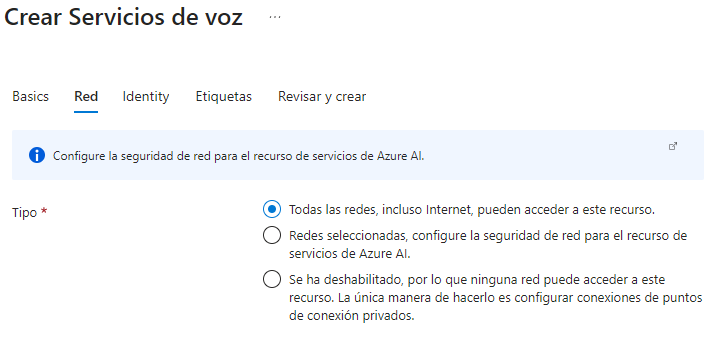 Crear Servicios de voz ...
Basics Red Identity Etiquetas Revisar y crear
Configure la seguridad de red para el recurso de servicios de Azure AI.
Tipo *
Todas las redes, incluso Internet, pueden acceder a este recurso.
Redes seleccionadas, configure la seguridad de red para el recurso de
servicios de Azure AI.
Se ha deshabilitado, por lo que ninguna red puede acceder a este
recurso. La única manera de hacerlo es configurar conexiones de puntos
de conexión privados.